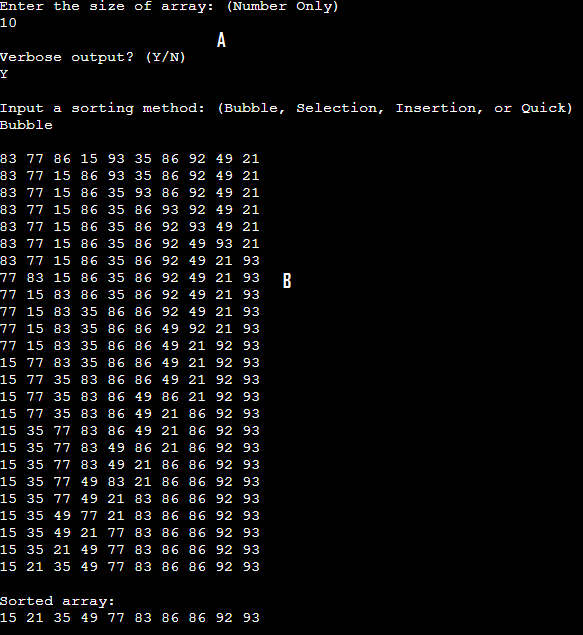 Enter the size of array: (Number Only)
10
A
Verbose output? (Y/N)
Y
Input a sorting method: (Bubble, Selection, Insertion, or Quick)
Bubble
83 77 86 15 93 35 86 92 49 21
83 77 15 86 93 35 86 92 49 21
83 77 15 86 35 93 86 92 49 21
83 77 15 86 35 86 93 92 49 21
83 77 15 86 35 86 92 93 49 21
83 77 15 86 35 86 92 49 93 21
83 77 15 86 35 86 92 49 21 93
77 83 15 86 35 86 92 49 21 93 B
77 15 83 86 35 86 92 49 21 93
77 15 83 35 86 86 92 49 21 93
77 15 83 35 86 86 49 92 21 93
77 15 83 35 86 86 49 21 92 93
15 77 83 35 86 86 49 21 92 93
15 77 35 83 86 86 49 21 92 93
15 77 35 83 86 49 86 21 92 93
15 77 35 83 86 49 21 86 92 93
15 35 77 83 86 49 21 86 92 93
15 35 77 83 49 86 21 86 92 93
15 35 77 83 49 21 86 86 92 93
15 35 77 49 83 21 86 86 92 93
15 35 77 49 21 83 86 86 92 93
15 35 49 77 21 83 86 86 92 93
15 35 49 21 77 83 86 86 92 93
15 35 21 49 77 83 86 86 92 93
15 21 35 49 77 83 86 86 92 93
Sorted array:
15 21 35 49 77 83 86 86 92 93